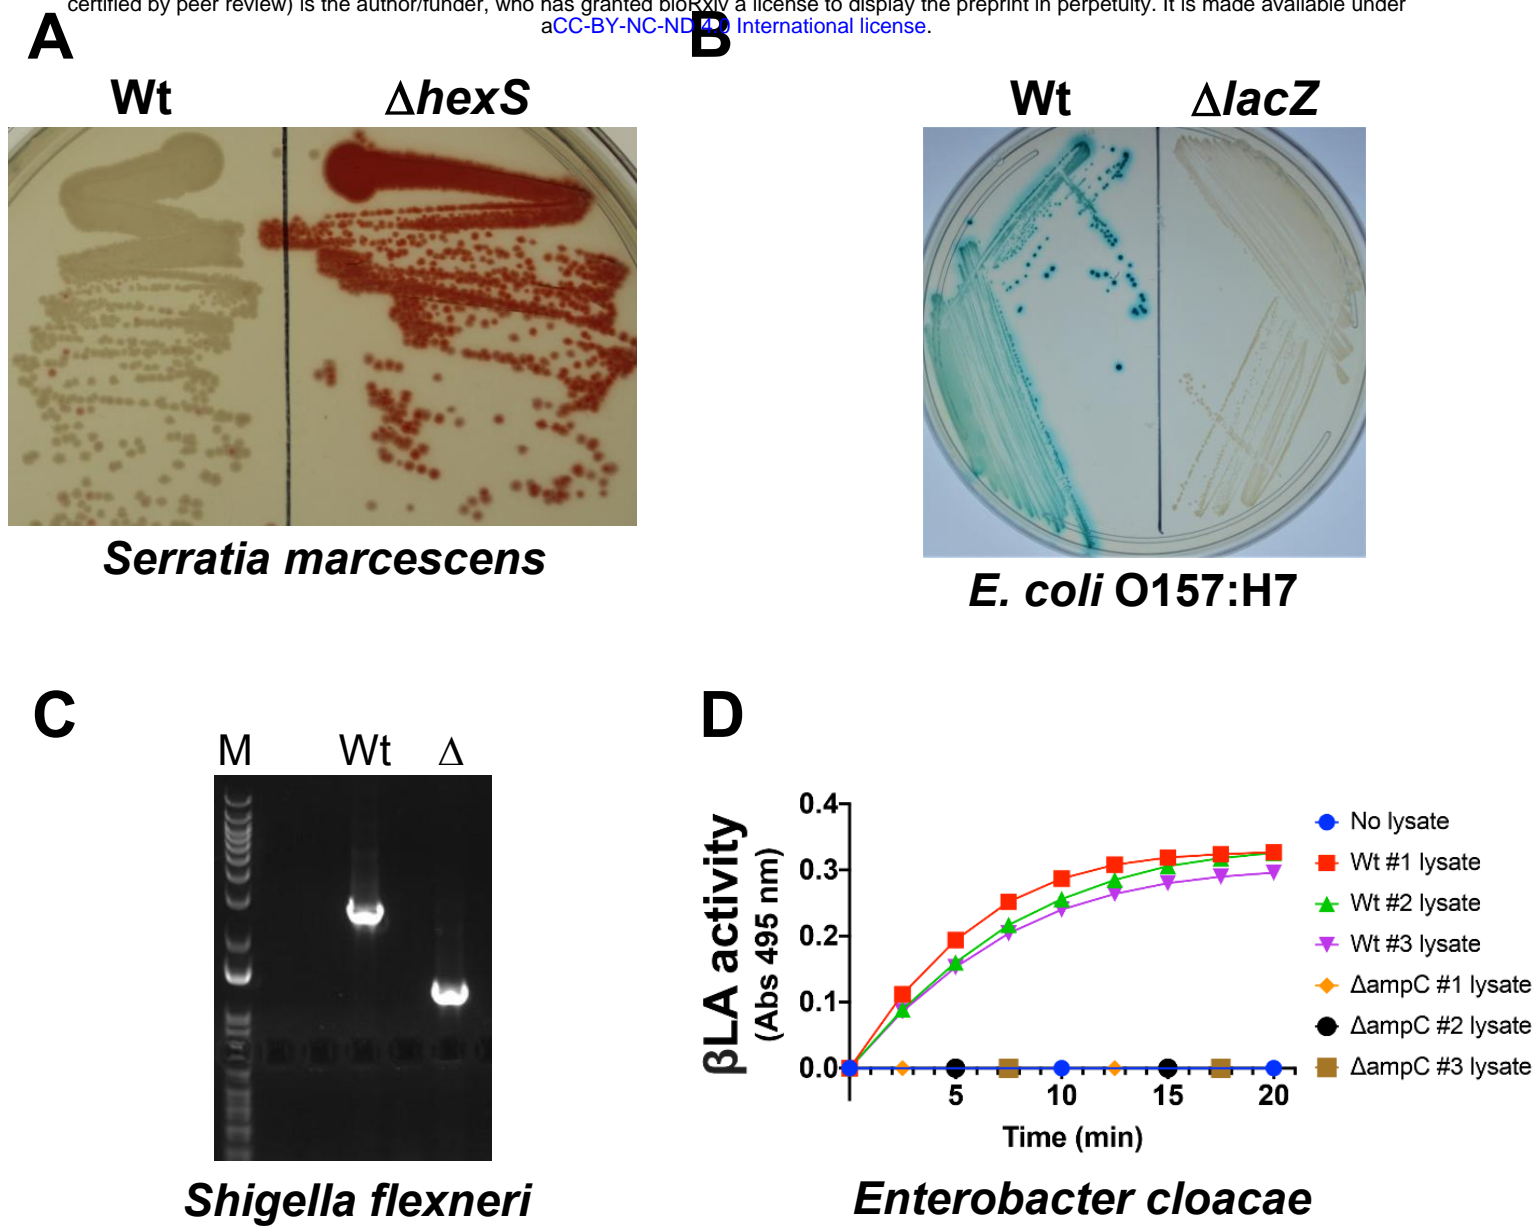 certified by peer review) is the author/funder, who has granted bioRxiv a license to display the preprint in perpetuity. It is made available under
aCC-BY-NC-ND 4.0 International license.
A
B
Wt ΔhexS
Wt ΔlacZ
Serratia marcescens
E. coli O157:H7
C
D
M Wt Δ
Shigella flexneri
βLA activity
(Abs 495 nm)
0.4
0.3
0.2
0.1
0.0
5 10 15 20
Time (min)
No lysate
Wt #1 lysate
Wt #2 lysate
Wt #3 lysate
ΔampC #1 lysate
ΔampC #2 lysate
ΔampC #3 lysate
Enterobacter cloacae